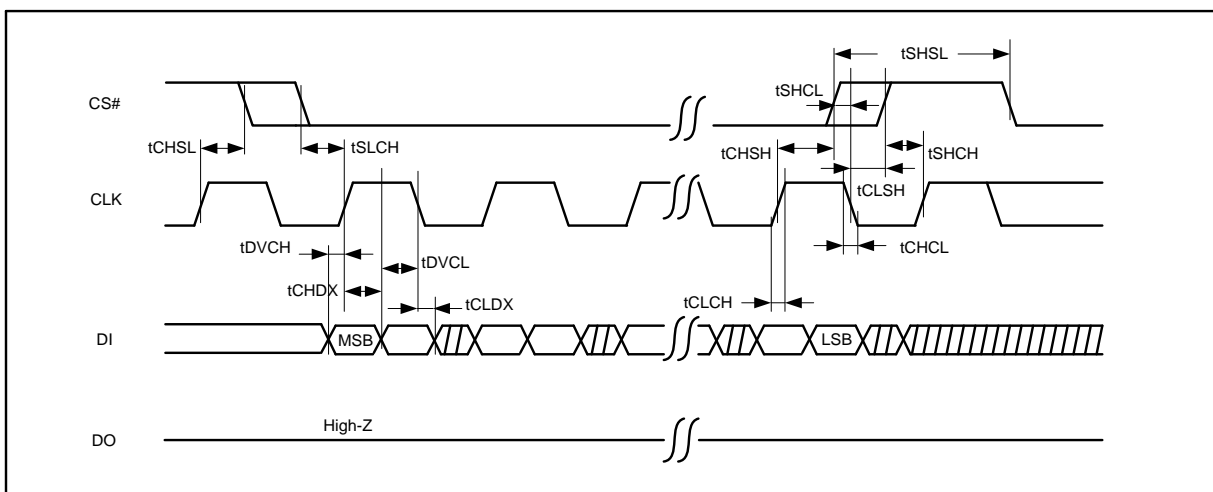 tSHSL
CS#
tSHCL
tCHSL
tSLCH
tCHSH
tSHCH
tCLSH
CLK
tDVCH
tDVCL
tCHCL
tCHDX
tCLDX
tCLCH
DI
MSB
LSB
High-Z
DO